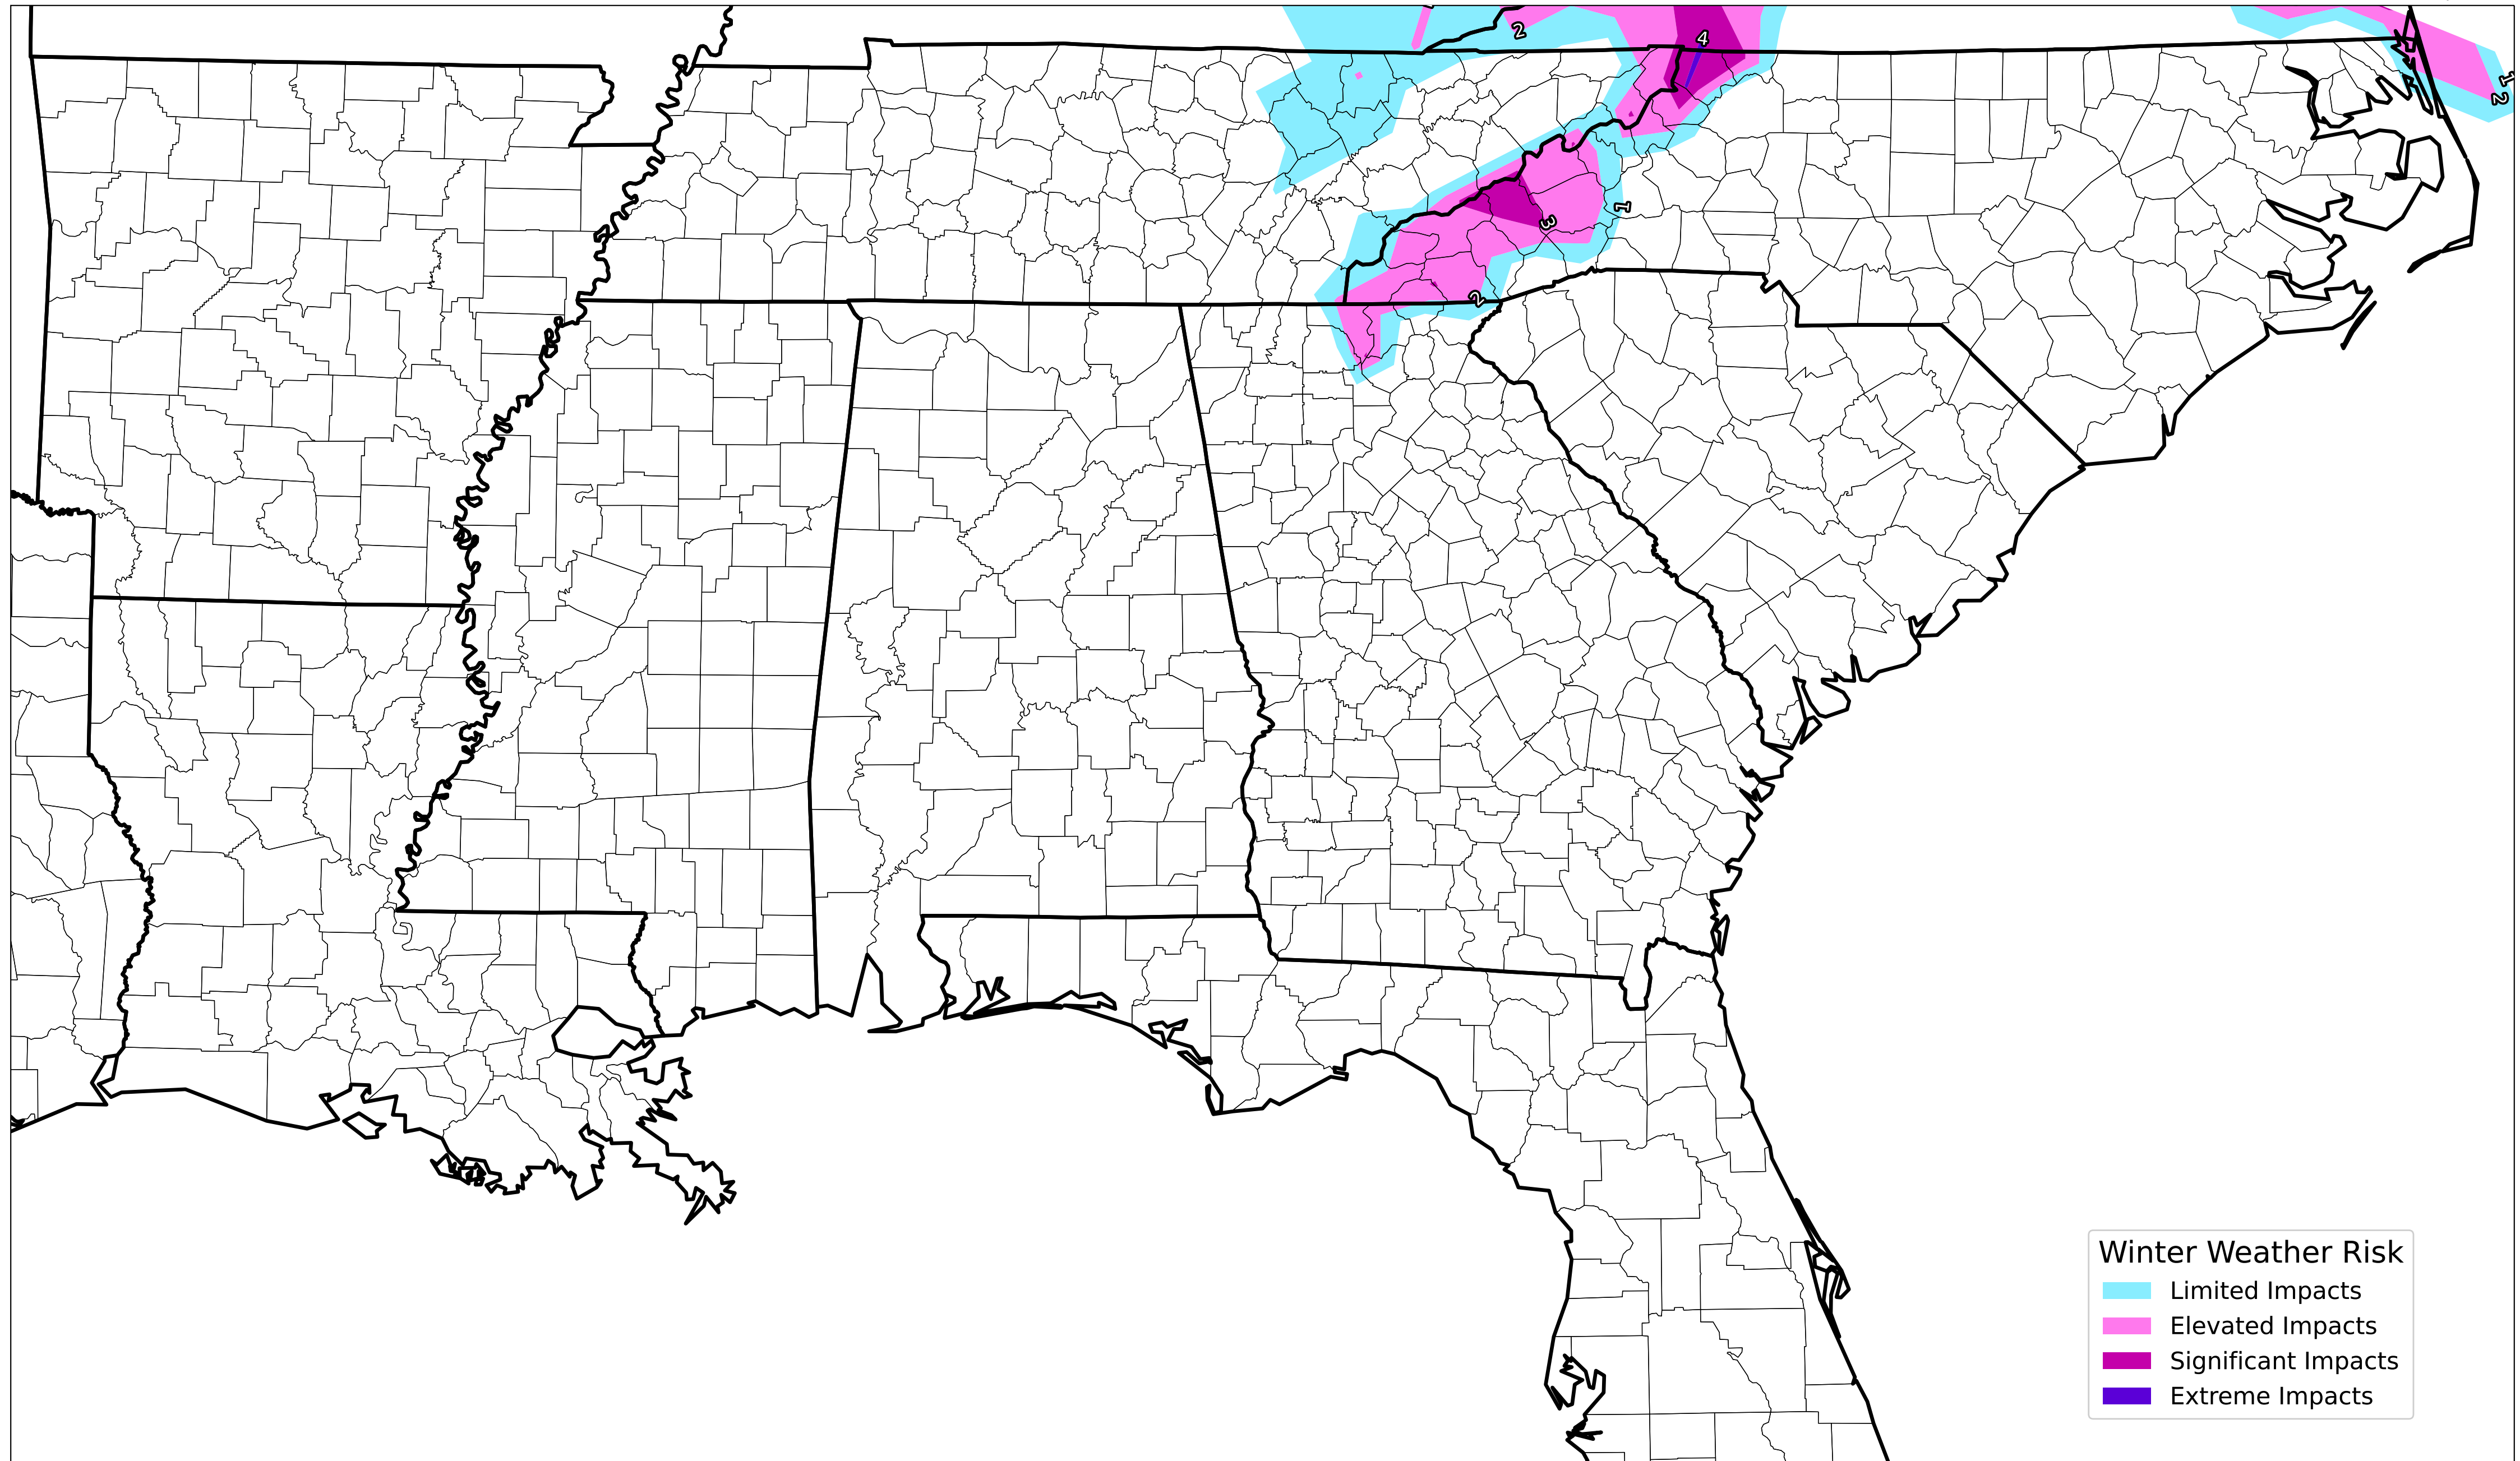 2
4
1
2
3
1
2
Winter Weather Risk
Limited Impacts
Elevated Impacts
Significant Impacts
Extreme Impacts